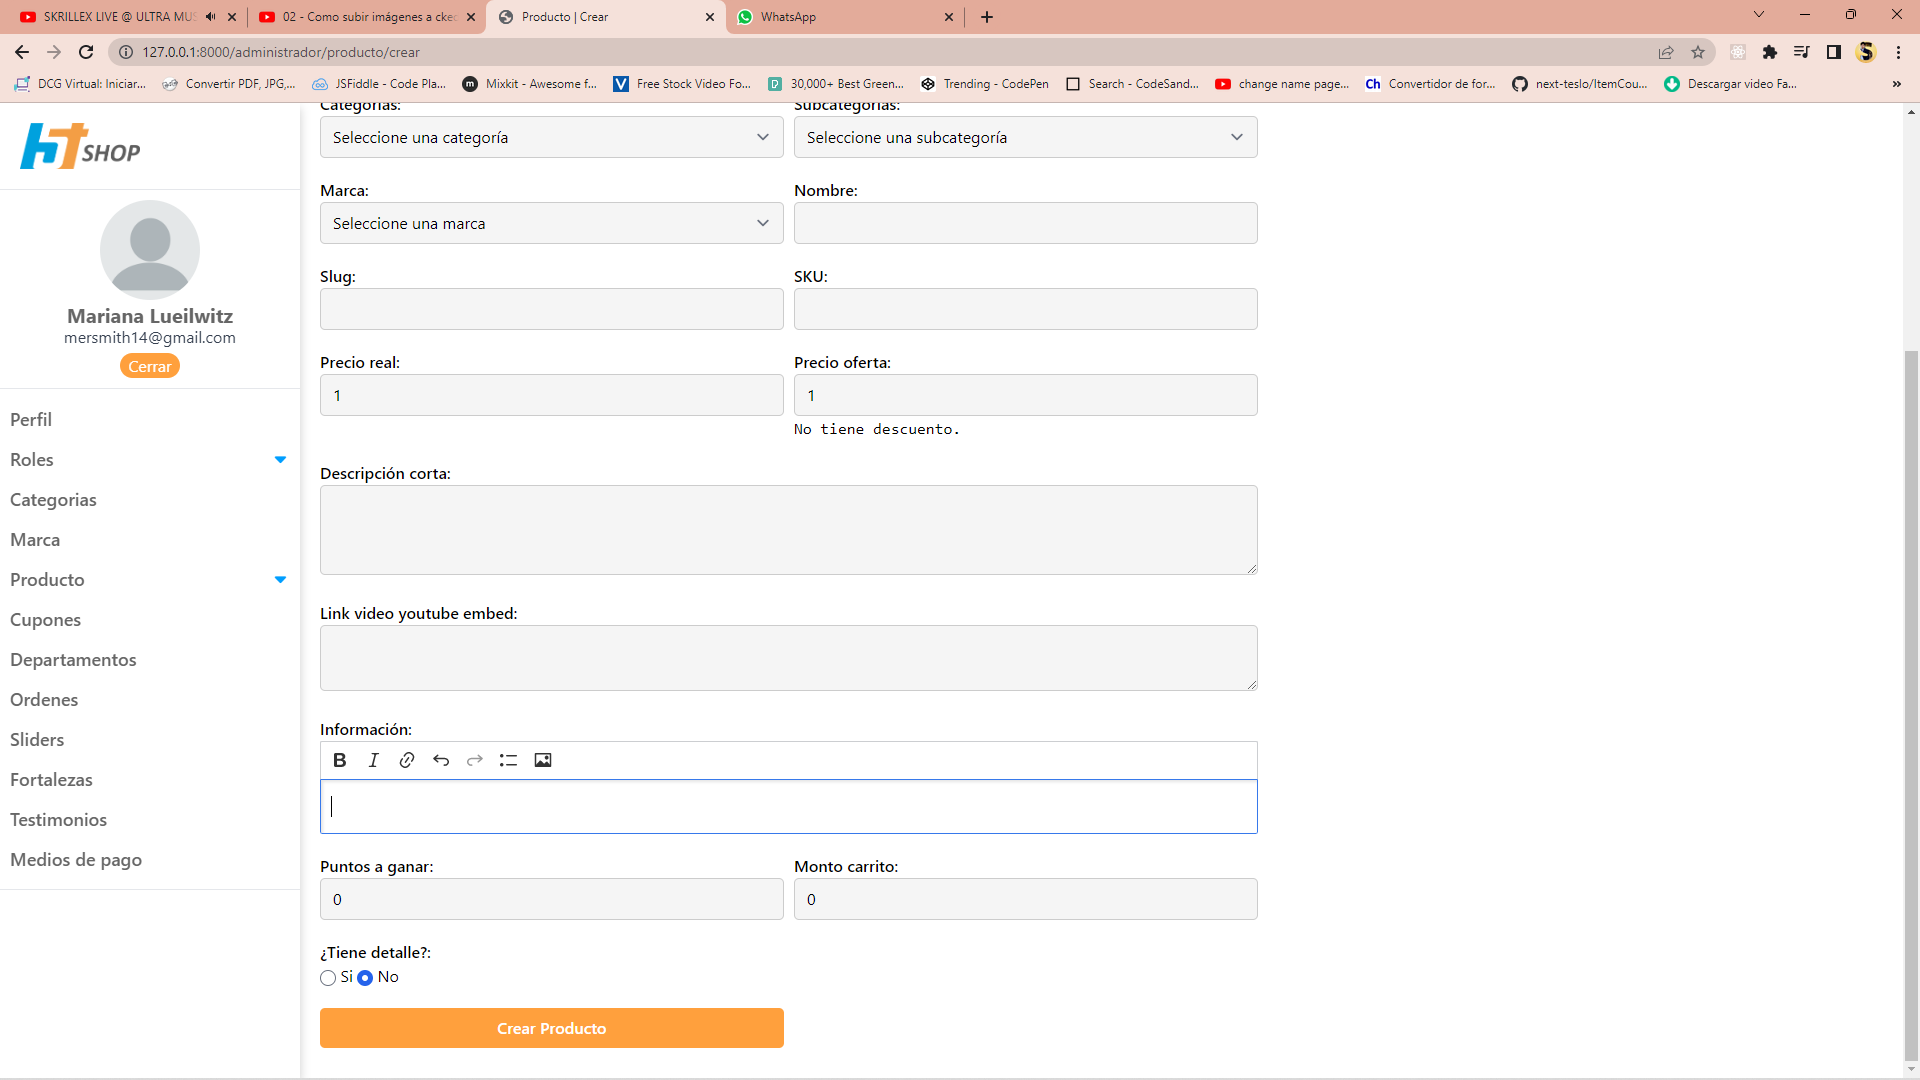 SKRILLEX LIVE @ ULTRA MUS
02 - Como subir imágenes a cked
Producto | Crear
WhatsApp
127.0.0.1:8000/administrador/producto/crear
DCG Virtual: Iniciar...
Convertir PDF, JPG,...
JSFiddle - Code Pla...
Mixkit - Awesome f...
Free Stock Video Fo...
30,000+ Best Green...
Trending - CodePen
Search - CodeSand...
change name page...
Convertidor de for...
next-teslo/ItemCou...
Descargar video Fa...
HT SHOP
Mariana Lueilwitz
mersmith14@gmail.com
Cerrar
Perfil
Roles
Categorias
Marca
Producto
Cupones
Departamentos
Ordenes
Sliders
Fortalezas
Testimonios
Medios de pago
Categorias: Subcategorias:
Seleccione una categoría Seleccione una subcategoría
Marca: Nombre:
Seleccione una marca
Slug: SKU:
Precio real: Precio oferta:
1 1
No tiene descuento.
Descripción corta:
Link video youtube embed:
Información:
Puntos a ganar: Monto carrito:
0 0
¿Tiene detalle?:
Si No
Crear Producto